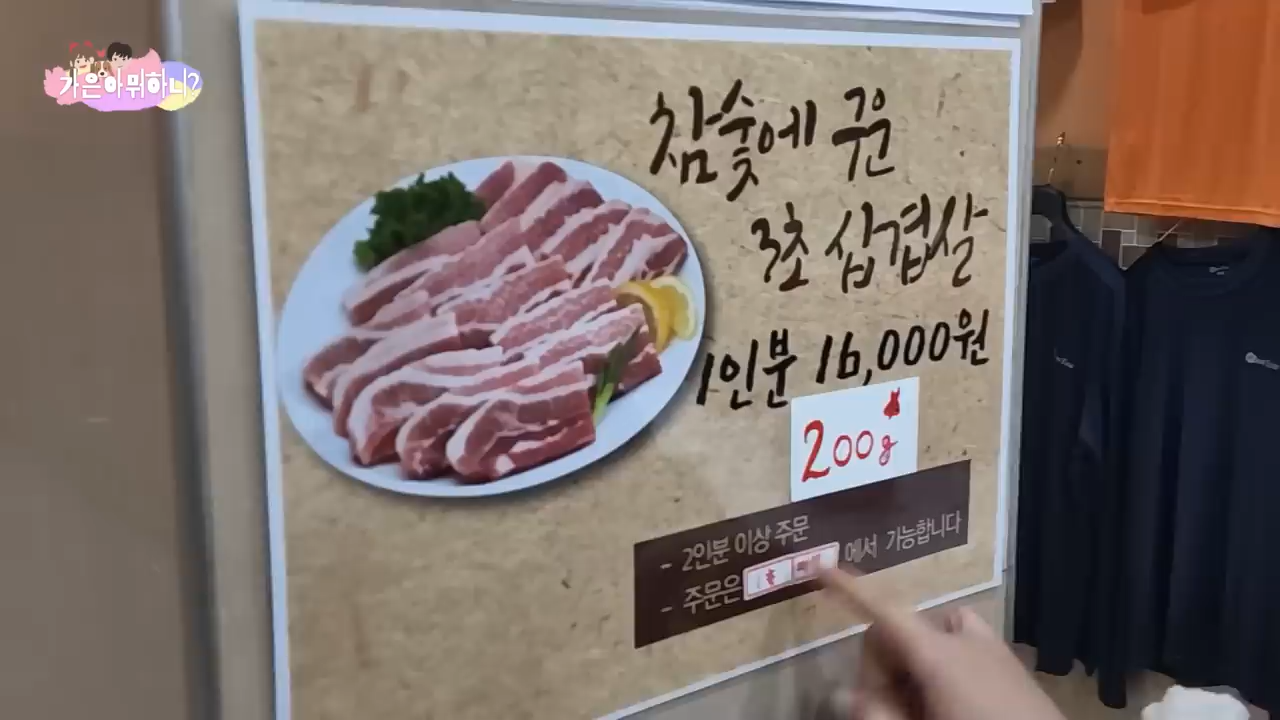 가은아뭐하니?
참숯에 구운
3초 삼겹살
1인분 16,000원
200g
- 2인분 이상 주문
- 주문은 에서 가능합니다